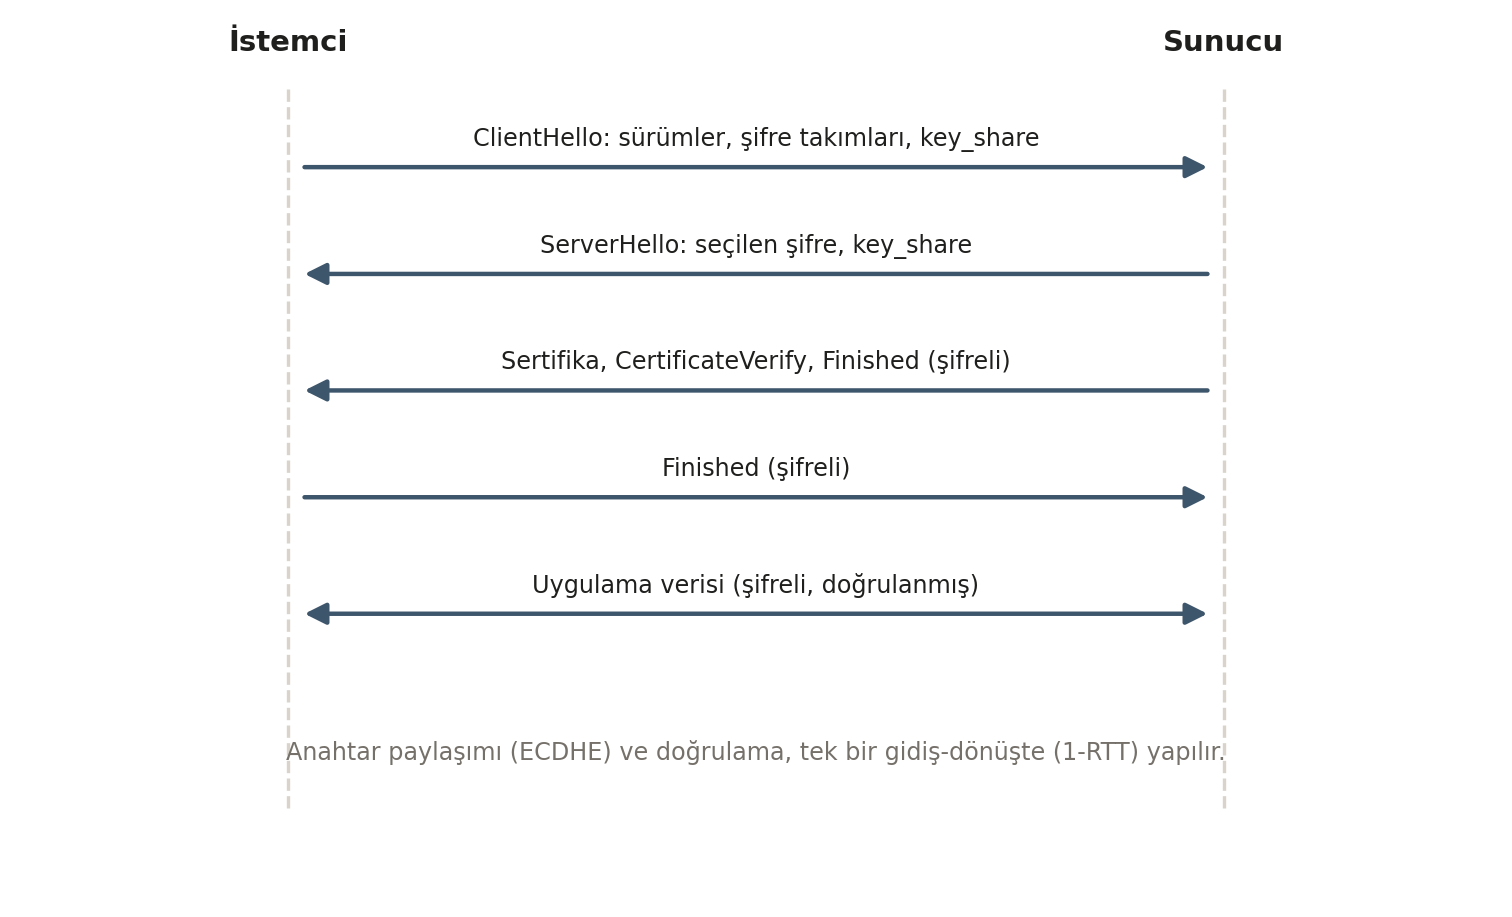 İstemci
Sunucu
ClientHello: sürümler, şifre takımları, key_share
ServerHello: seçilen şifre, key_share
Sertifika, CertificateVerify, Finished (şifreli)
Finished (şifreli)
Uygulama verisi (şifreli, doğrulanmış)
Anahtar paylaşımı (ECDHE) ve doğrulama, tek bir gidiş-dönüşte (1-RTT) yapılır.